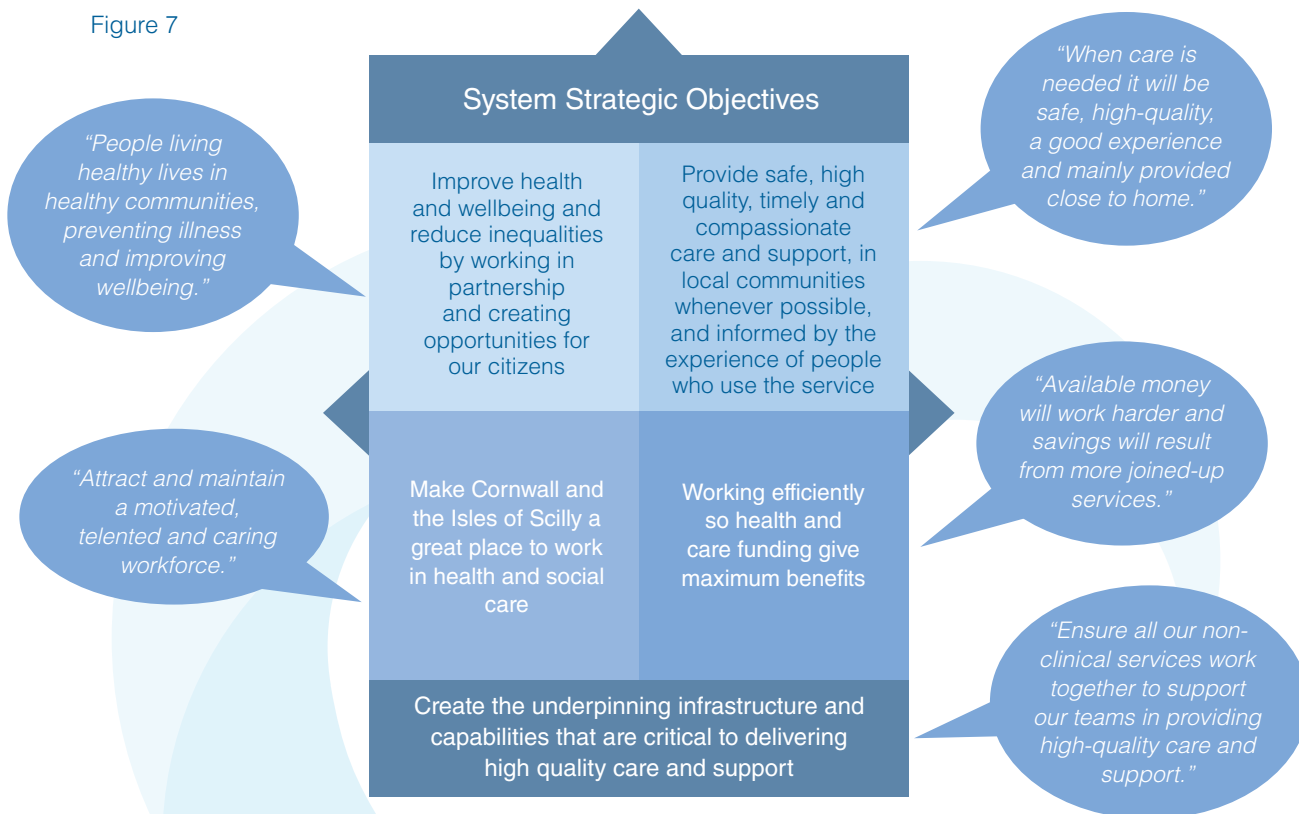 Figure 7
System Strategic Objectives
“People living
healthy lives in
healthy communities,
preventing illness
and improving
wellbeing.”
Improve health
and wellbeing and
reduce inequalities
by working in
partnership
and creating
opportunities for
our citizens
Provide safe, high
quality, timely and
compassionate
care and support, in
local communities
whenever possible,
and informed by the
experience of people
who use the service
“When care is
needed it will be
safe, high-quality,
a good experience
and mainly provided
close to home.”
“Attract and maintain
a motivated,
telented and caring
workforce.”
Make Cornwall and
the Isles of Scilly a
great place to work
in health and social
care
Working efficiently
so health and
care funding give
maximum benefits
“Available money
will work harder and
savings will result
from more joined-up
services.”
Create the underpinning infrastructure and
capabilities that are critical to delivering
high quality care and support
“Ensure all our non-
clinical services work
together to support
our teams in providing
high-quality care and
support.”